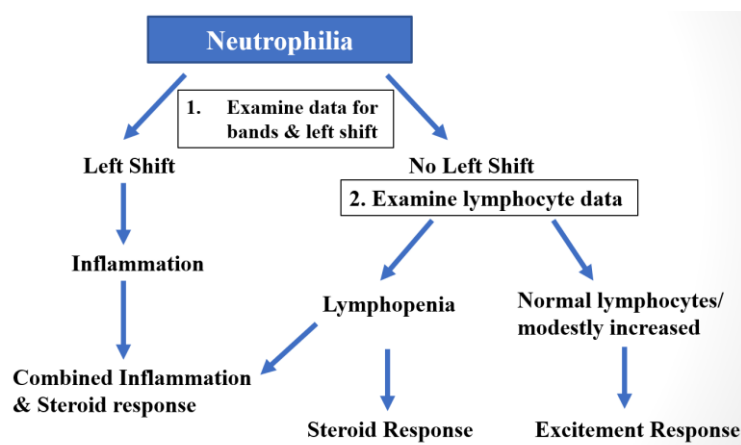 Neutrophilia
1. Examine data for
bands & left shift
Left Shift
No Left Shift
2. Examine lymphocyte data
Inflammation
Lymphopenia
Normal lymphocytes/
modestly increased
Combined Inflammation
& Steroid response
Steroid Response
Excitement Response